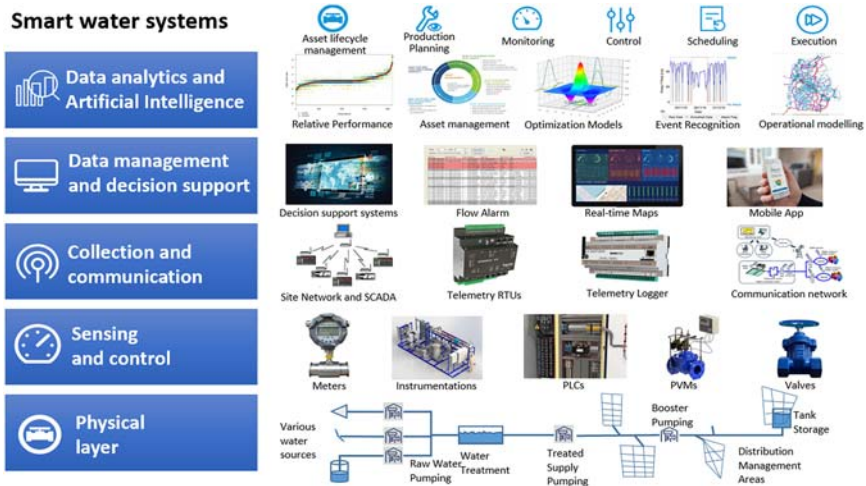 Smart water systems
Asset lifecycle
management
Production
Planning
Monitoring
Control
Scheduling
Execution
Data analytics and
Artificial Intelligence
Relative Performance
Asset management
Optimization Models
Event Recognition
Operational modelling
Data management
and decision support
Decision support systems
Flow Alarm
Real-time Maps
Mobile App
Collection and
communication
Site Network and SCADA
Telemetry RTUs
Telemetry Logger
Communication network
Sensing
and control
Meters
Instrumentations
PLCs
PVMs
Valves
Physical
layer
Various
water
sources
Raw Water
Pumping
Water
Treatment
Treated
Supply
Pumping
Booster
Pumping
Distribution
Management
Areas
Tank
Storage